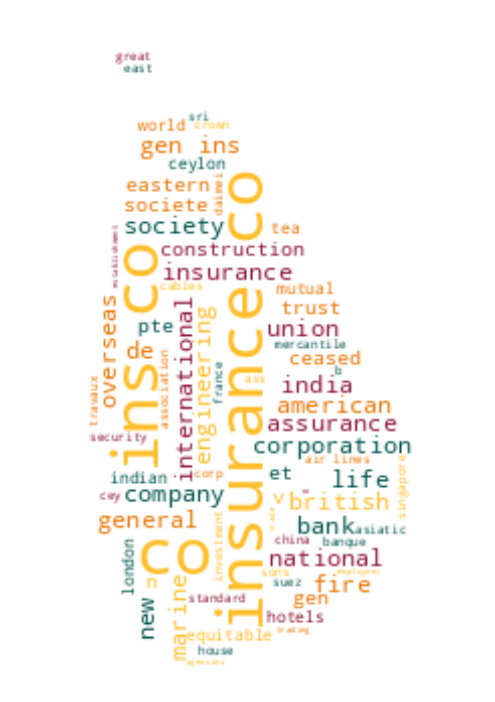 great
east
sri
world crown
gen ins
ceylon
eastern
societe
daimei
society
tea
establishment
construction
insurance
co
ins co
insurance co
cables
mutual
overseas
pte
international
engineering
trust
union
mercantile
de
association
france
ceased
b
ass
india
travaux
american
assurance
security
corporation
air lines
indian
corp
et
life
singapore
cey company
v british
general
investment
bank asiatic
china banque
london
co
national
n
sons
suez fire
new
marine
standard
gen
hotels
trading
equitable
house
agencies